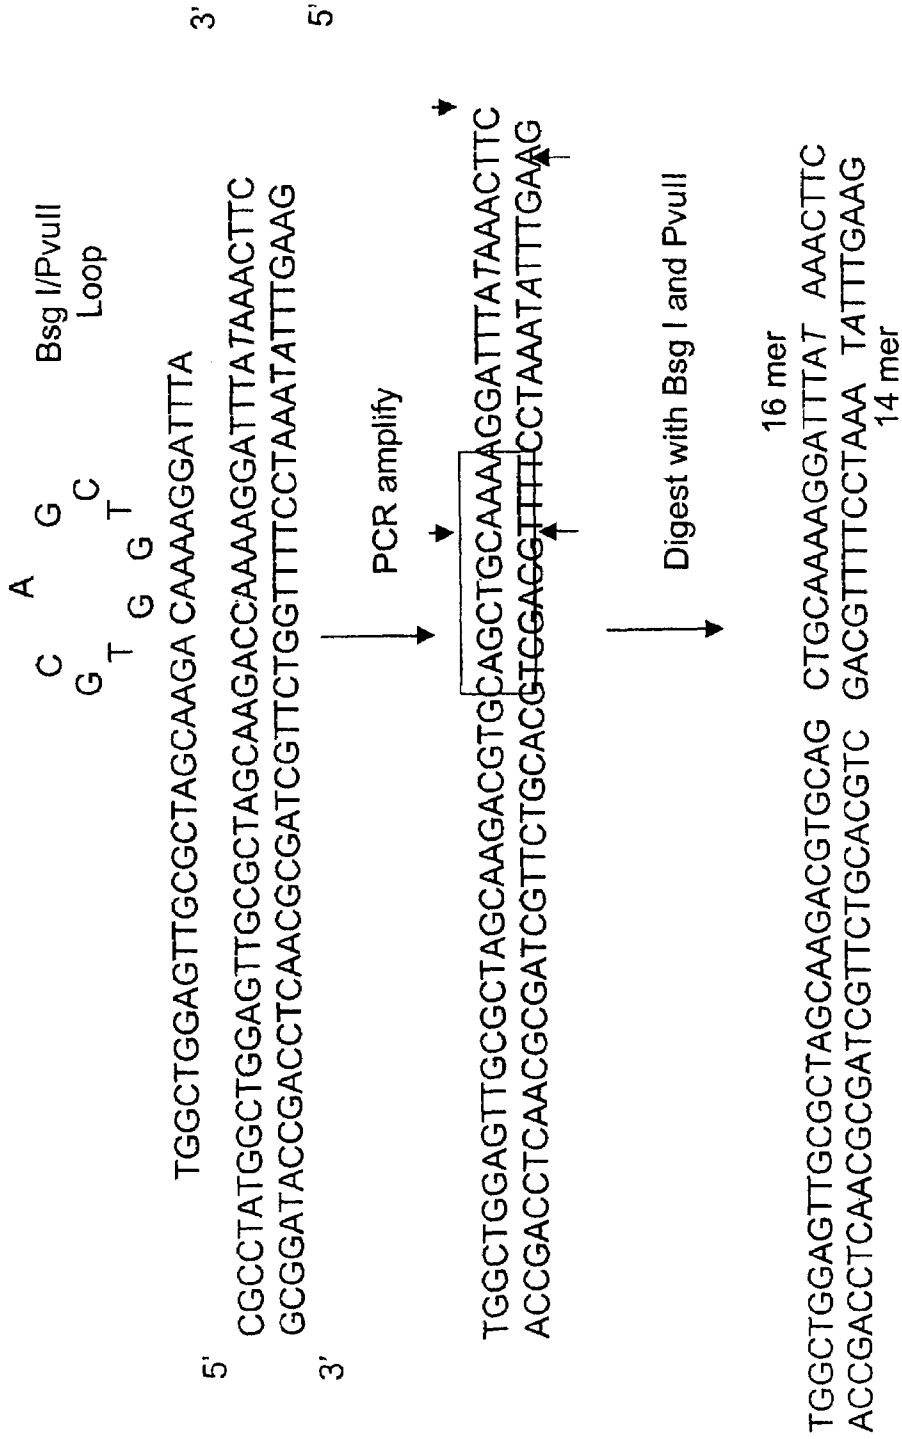 A
C G
G C
T T
G G
Bsg I/PvuII
Loop
3'
TGGCTGGAGTTGCGCTAGCAAGA CAAAAGGATTTA
5'
CGCCTATGGCTGGAGTTGCGCTAGCAAGACCAAAGGATTTATAAACTTC
GCGGATACCGACCTCAACGCGATCGTTCTGGTTTTCCTAAATATTTGAAG
5'
3'
PCR amplify
TGGCTGGAGTTGCGCTAGCAAGACGTGCAGCTGCAAAAGGATTTATAAACTTC
ACCGACCTCAACGCGATCGTTCTGCACGTCGACGTTTTCCTAAATATTTGAAG
Digest with Bsg I and PvuII
16 mer
TGGCTGGAGTTGCGCTAGCAAGACGTGCAG CTGCAAAAGGATTTAT AAACTTC
ACCGACCTCAACGCGATCGTTCTGCACGTC GACGTTTTCCTAAA TATTTGAAG
14 mer